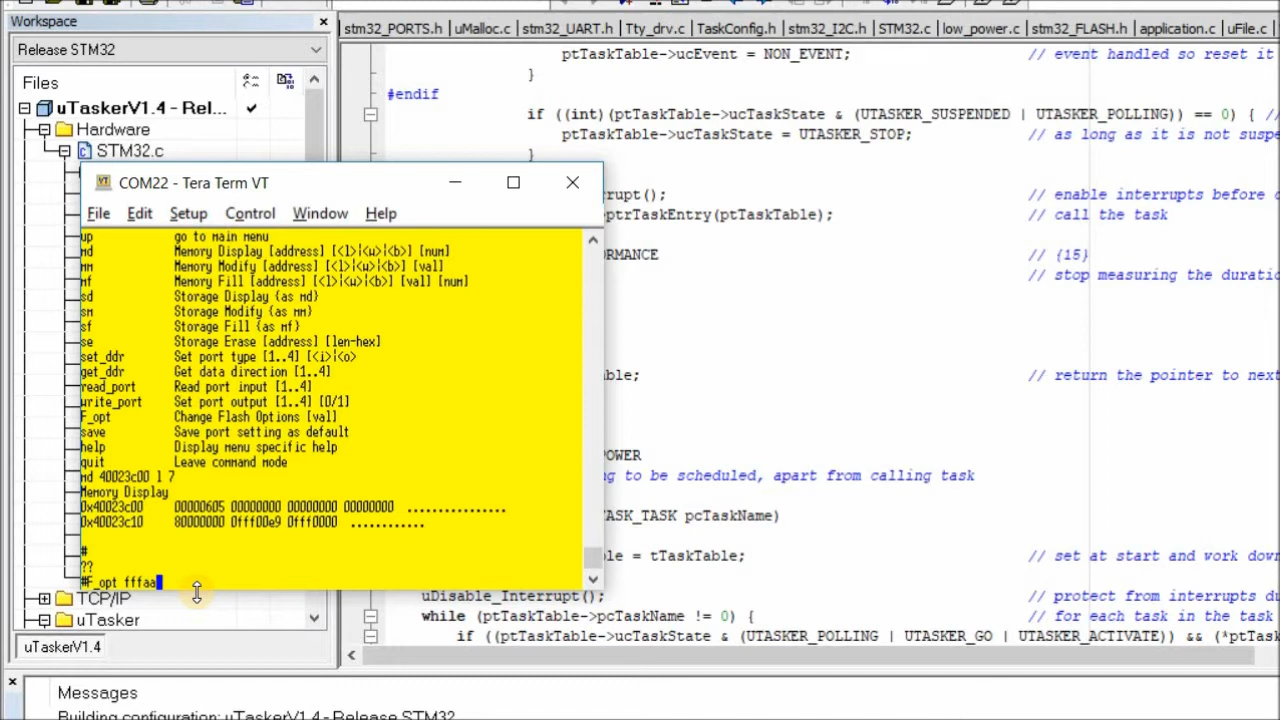 Workspace
Release STM32
Files
uTaskerV1.4 - Rel...
Hardware
STM32.c
TCP/IP
uTasker
uTaskerV1.4
Messages
Building configuration: uTaskerV1.4 - Release STM32
COM22 - Tera Term VT
File Edit Setup Control Window Help
up go to main menu
md Memory Display [address] [<l>|<w>|<b>] [num]
mm Memory Modify [address] [<l>|<w>|<b>] [val]
mf Memory Fill [address] [<l>|<w>|<b>] [val] [num]
sd Storage Display {as md}
sm Storage Modify {as mm}
sf Storage Fill {as mf}
se Storage Erase [address] [len-hex]
set_ddr Set port type [1..4] [<i>|<o>
get_ddr Get data direction [1..4]
read_port Read port input [1..4]
write_port Set port output [1..4] [0/1]
F_opt Change Flash Options [val]
save Save port setting as default
help Display menu specific help
quit Leave command mode
md 40023c00 l 7
Memory Display
0x40023c00 00000605 00000000 00000000 00000000 ................
0x40023c10 80000000 0fff00e9 0fff0000 ............
#
??
#F_opt fffaa
stm32_PORTS.h uMalloc.c stm32_UART.h Tty_drv.c TaskConfig.h stm32_I2C.h STM32.c low_power.c stm32_FLASH.h application.c uFile.c
ptTaskTable->ucEvent = NON_EVENT; // event handled so reset it
}
#endif
if ((int)(ptTaskTable->ucTaskState & (UTASKER_SUSPENDED | UTASKER_POLLING)) == 0) { //
ptTaskTable->ucTaskState = UTASKER_STOP; // as long as it is not suspe
}
rrupt(); // enable interrupts before
ptrTaskEntry(ptTaskTable); // call the task
RMANCE // {15}
// stop measuring the duratio
le; // return the pointer to next
POWER
ng to be scheduled, apart from calling task
TASK_TASK pcTaskName)
le = tTaskTable; // set at start and work down
uDisable_Interrupt(); // protect from interrupts du
while (ptTaskTable->pcTaskName != 0) { // for each task in the task
if ((ptTaskTable->ucTaskState & (UTASKER_POLLING | UTASKER_GO | UTASKER_ACTIVATE)) && (*ptTas